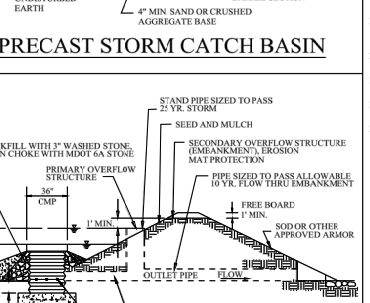 UNDISTURBED
EARTH
4" MIN SAND OR CRUSHED
AGGREGATE BASE
PRECAST STORM CATCH BASIN
STAND PIPE SIZED TO PASS
25 YR. STORM
SEED AND MULCH
KFILL WITH 3" WASHED STONE,
N CHOKE WITH MDOT 6A STONE
SECONDARY OVERFLOW STRUCTURE
(EMBANKMENT), EROSION
MAT PROTECTION
PRIMARY OVERFLOW
STRUCTURE
PIPE SIZED TO PASS ALLOWABLE
10 YR. FLOW THRU EMBANKMENT
36"
CMP
FREE BOARD
1' MIN.
1' MIN.
SOD OR OTHER
APPROVED ARMOR
OUTLET PIPE
FLOW